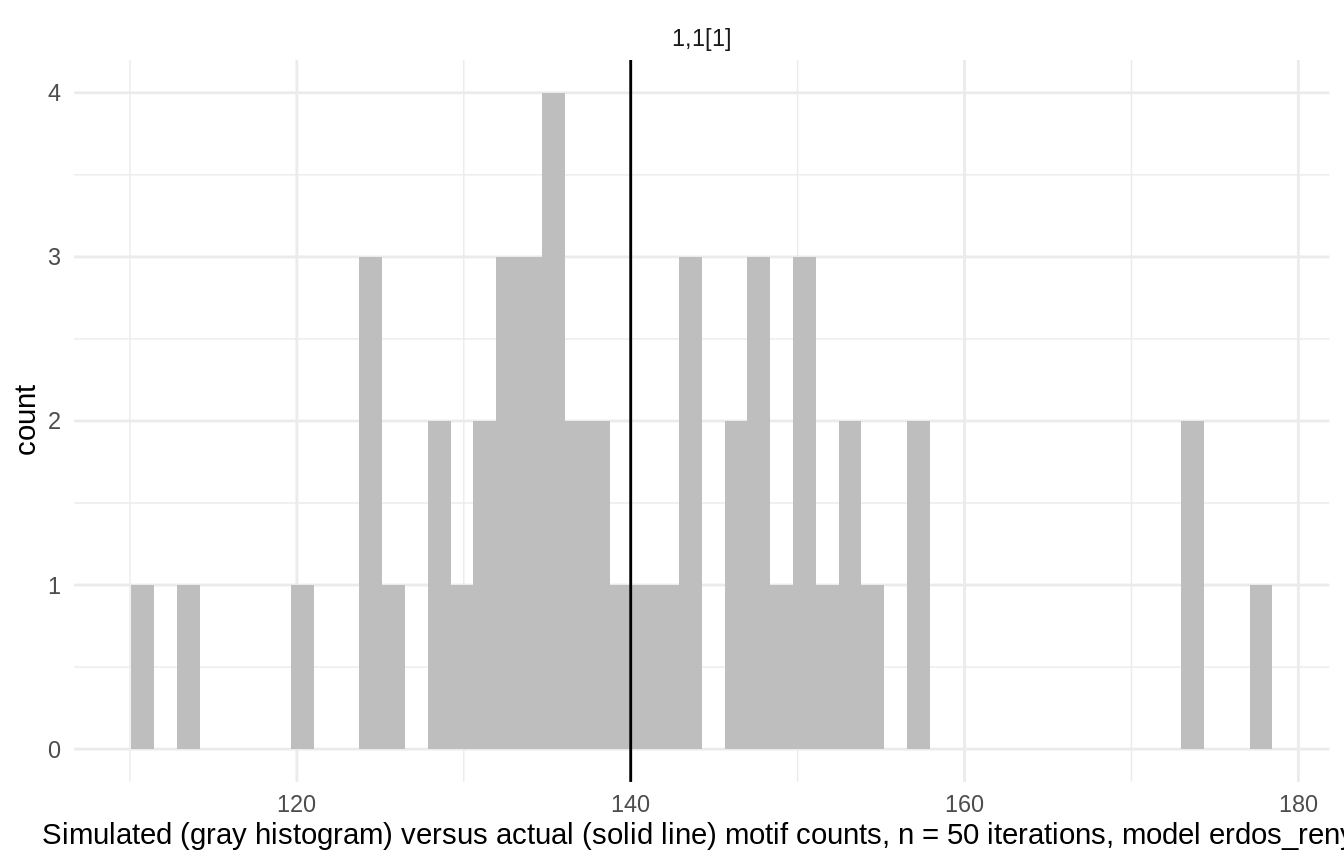 1,1[1]
4
3
2
1
0
count
120 140 160 180
Simulated (gray histogram) versus actual (solid line) motif counts, n = 50 iterations, model